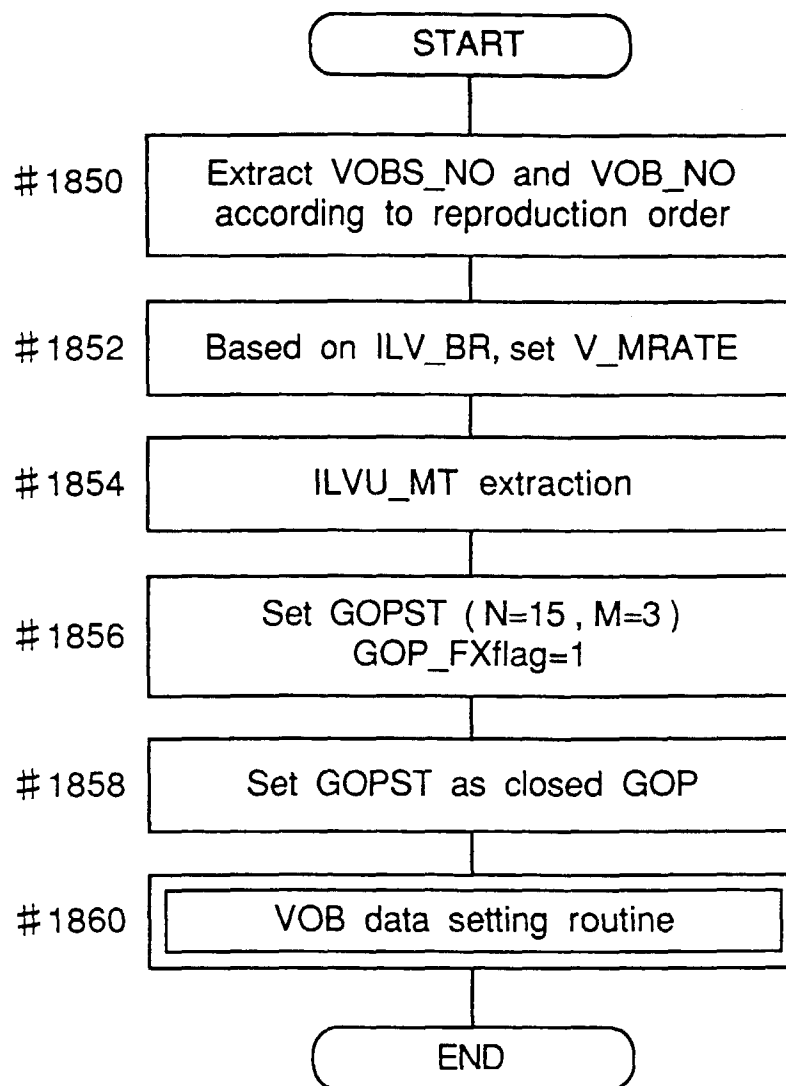 START
#1850
Extract VOBS_NO and VOB_NO
according to reproduction order
#1852
Based on ILV_BR, set V_MRATE
#1854
ILVU_MT extraction
#1856
Set GOPST ( N=15 , M=3 )
GOP_FXflag=1
#1858
Set GOPST as closed GOP
#1860
VOB data setting routine
END